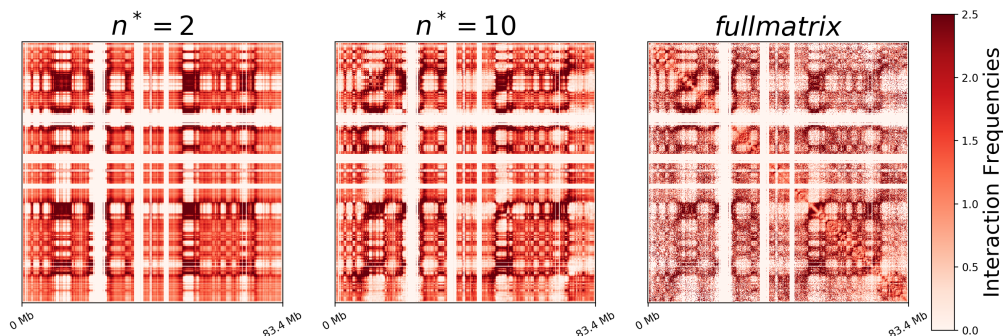 n* = 2
n* = 10
fullmatrix
2.5
2.0
1.5
1.0
0.5
0.0
Interaction Frequencies
0 Mb
83.4 Mb
0 Mb
83.4 Mb
0 Mb
83.4 Mb